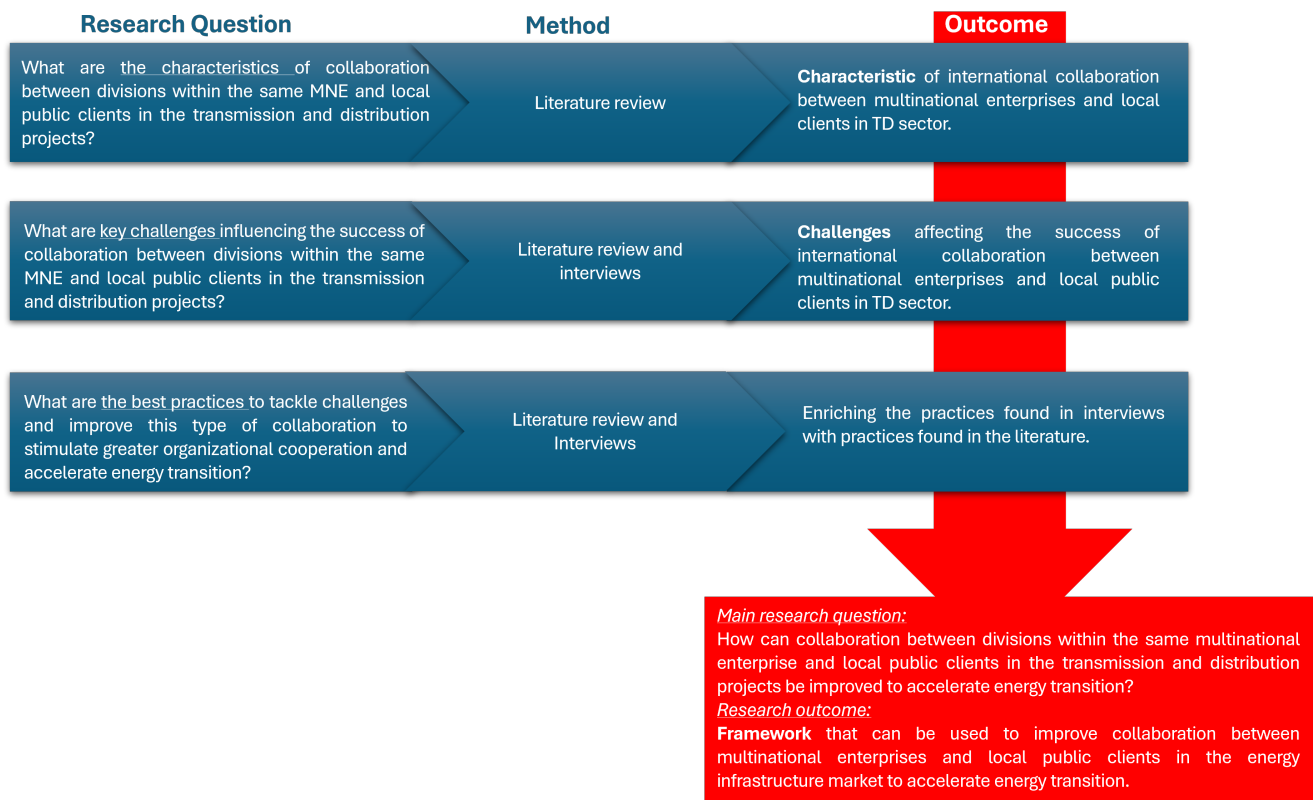 Research Question
Method
Outcome
What are the characteristics of collaboration
between divisions within the same MNE and local
public clients in the transmission and distribution
projects?
Literature review
Characteristic of international collaboration
between multinational enterprises and local
clients in TD sector.
What are key challenges influencing the success of
collaboration between divisions within the same
MNE and local public clients in the transmission
and distribution projects?
Literature review and
interviews
Challenges affecting the success of
international collaboration between
multinational enterprises and local public
clients in TD sector.
What are the best practices to tackle challenges
and improve this type of collaboration to
stimulate greater organizational cooperation and
accelerate energy transition?
Literature review and
Interviews
Enriching the practices found in interviews
with practices found in the literature.
Main research question:
How can collaboration between divisions within the same multinational
enterprise and local public clients in the transmission and distribution
projects be improved to accelerate energy transition?
Research outcome:
Framework that can be used to improve collaboration between
multinational enterprises and local public clients in the energy
infrastructure market to accelerate energy transition.